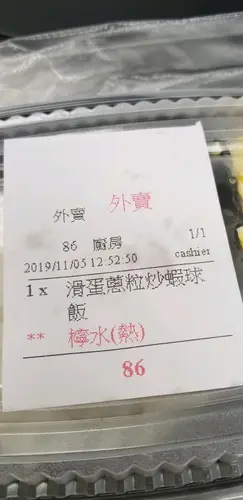 外賣 外賣
1/1
86 廚房
2019/11/05 12:52:50 cashier
1 x 滑蛋蔥粒炒蝦球
飯
** 檸水(熱)
86